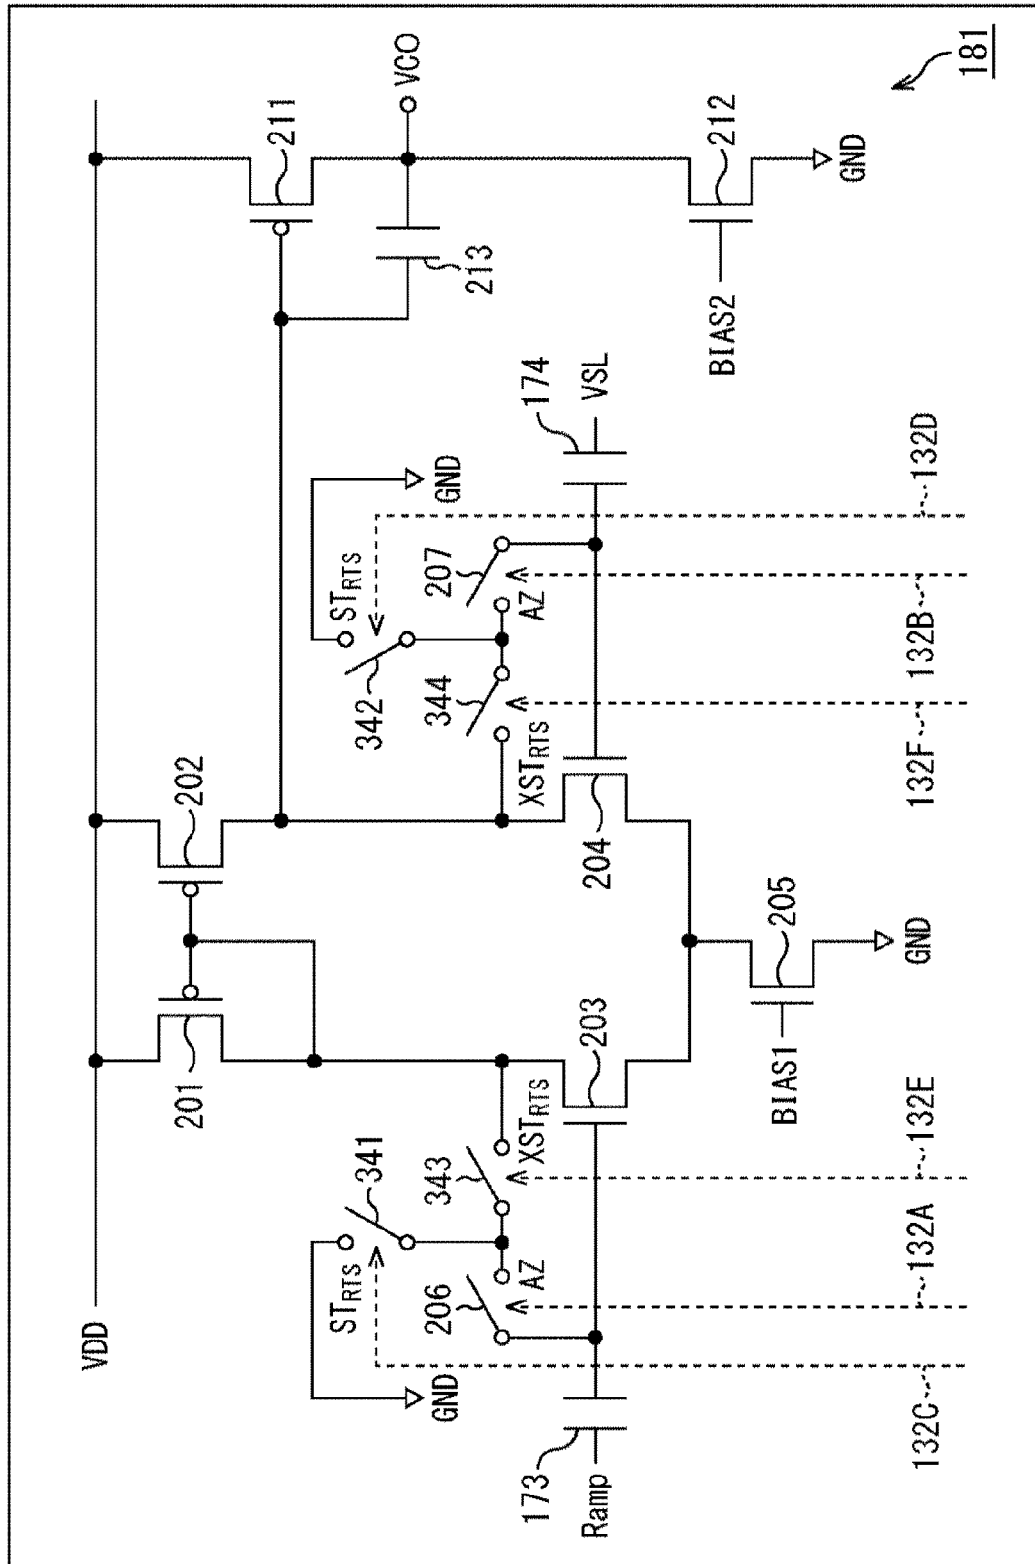 VDD
201
202
211
VCO
213
212
BIAS2
GND
181
GND
ST_RTS
341
206
AZ
343
XST_RTS
203
173
Ramp
GND
ST_RTS
342
344
XST_RTS
207
AZ
204
174
VSL
BIAS1
205
GND
132C
132A
132E
132F
132B
132D